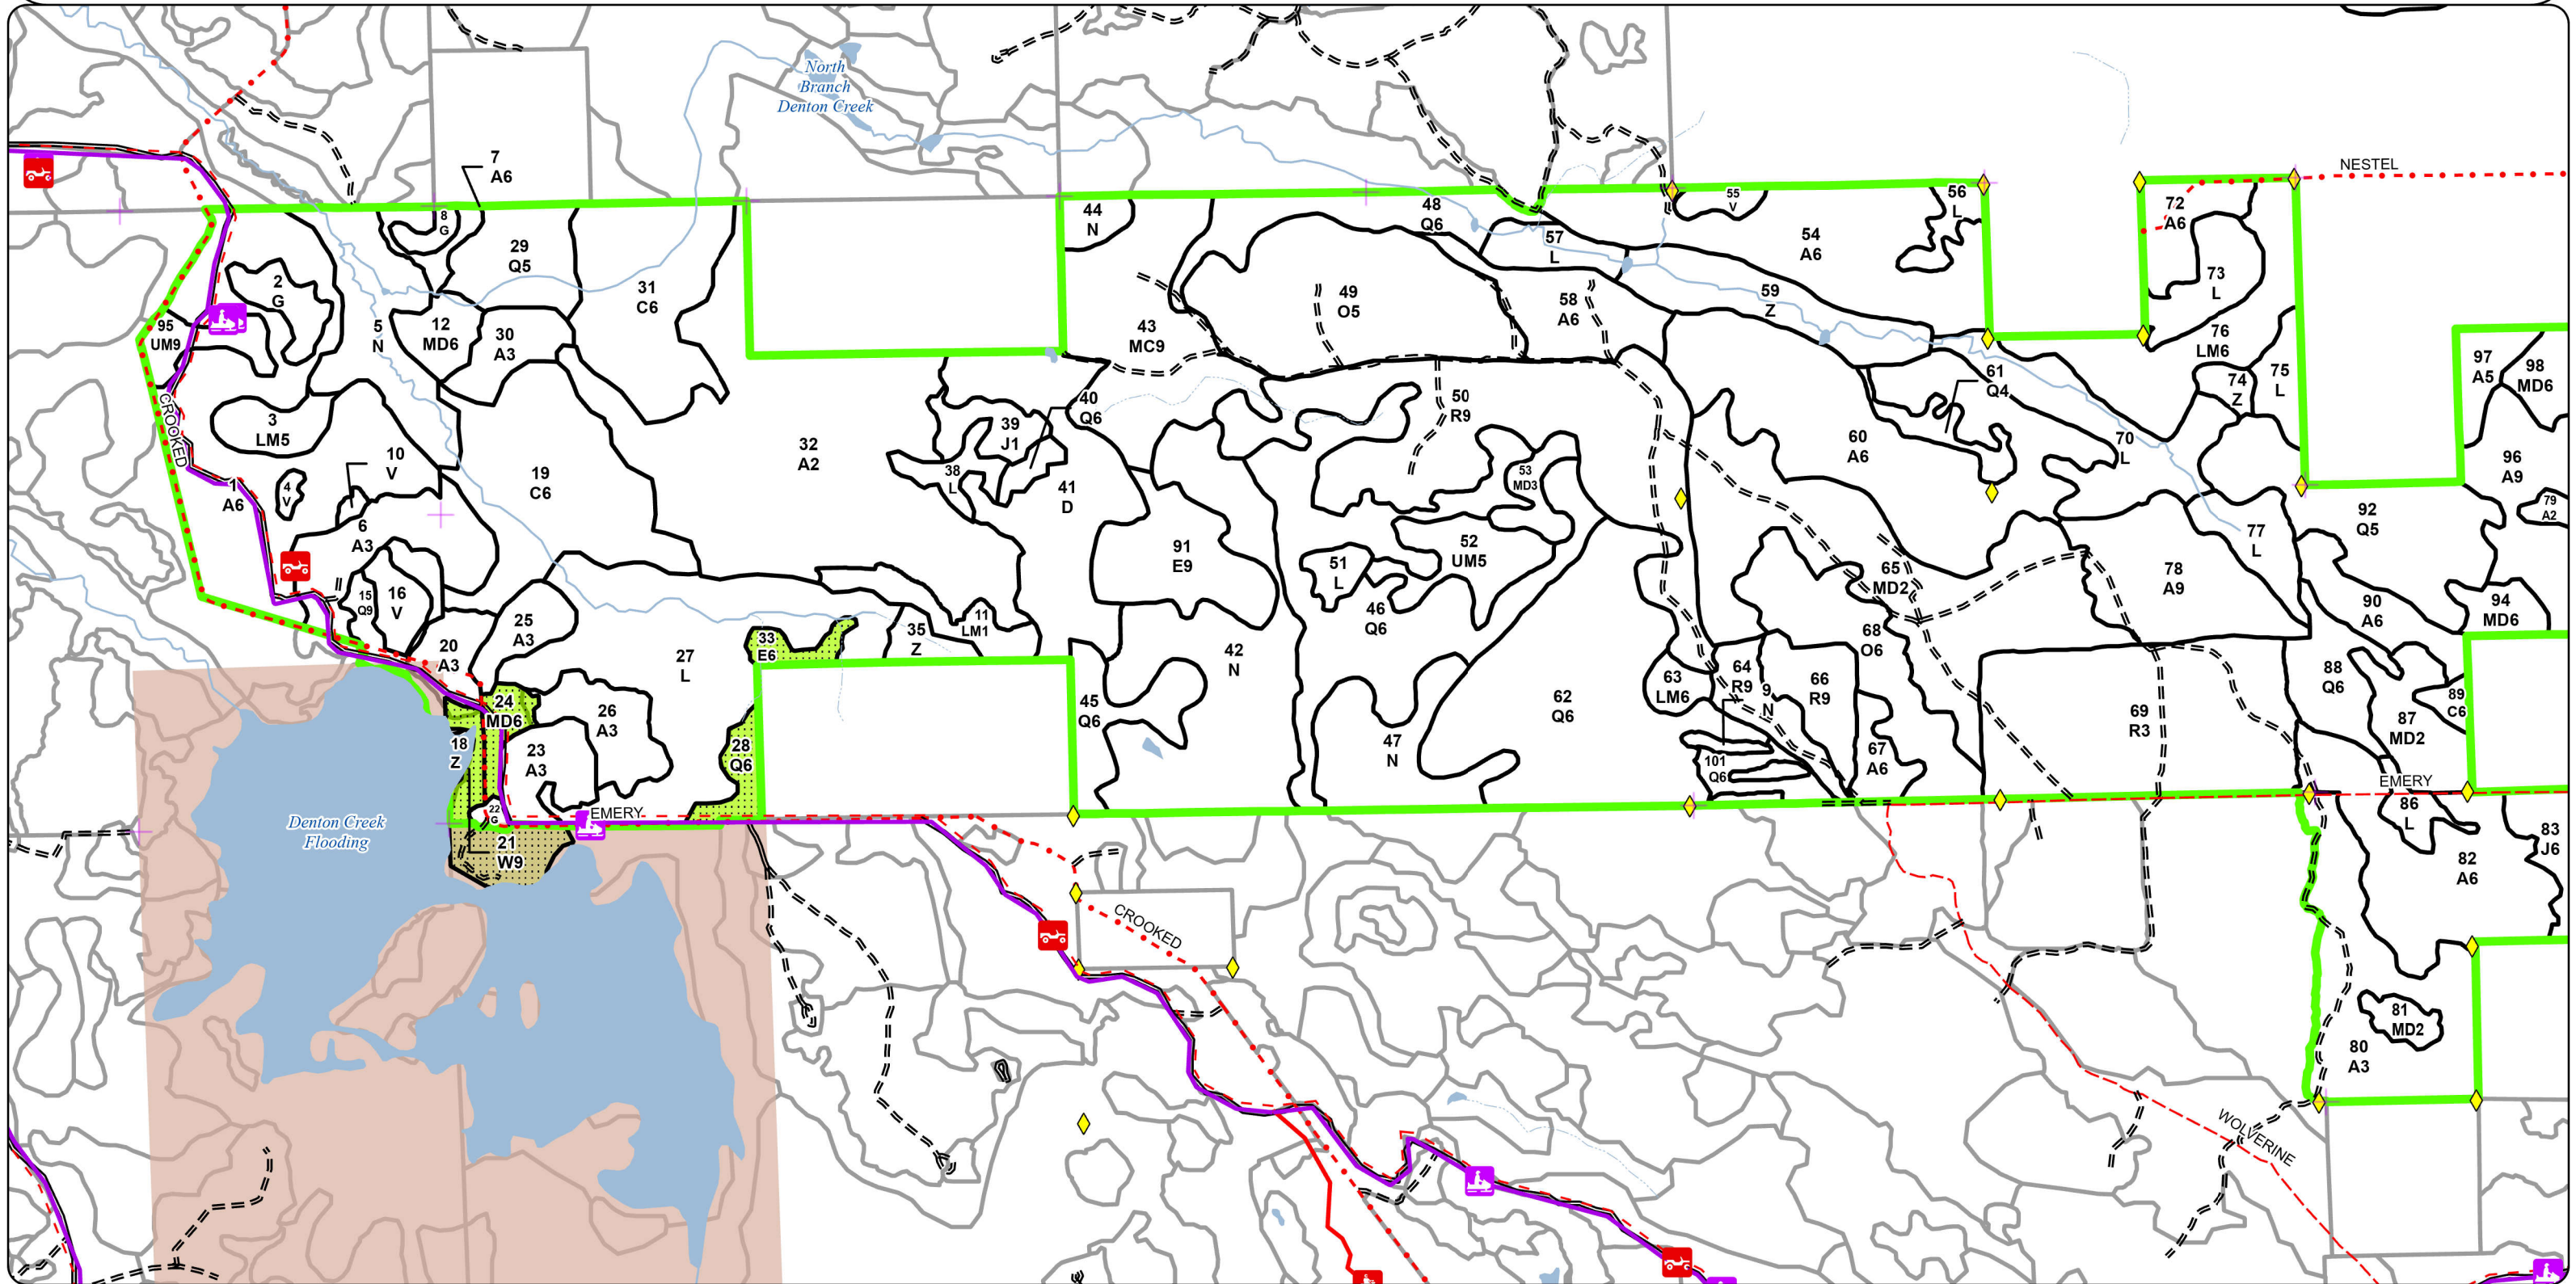 North
Branch
Denton Creek
NESTEL
7
A6
8
G
44
N
48
Q6
55
V
56
L
72
A6
29
Q5
57
L
54
A6
2
G
31
C6
49
O5
58
A6
59
Z
73
L
95
UM9
5
N
12
MD6
30
A3
43
MC9
76
LM6
97
A5
98
MD6
61
Q4
74
Z
75
L
CROOKED
3
LM5
40
Q6
50
R9
39
J1
32
A2
60
A6
70
L
10
V
19
C6
38
L
53
MD3
96
A9
4
V
1
A6
41
D
79
A2
92
Q5
6
A3
91
E9
52
UM5
77
L
51
L
65
MD2
78
A9
15
Q9
16
V
46
Q6
90
A6
94
MD6
25
A3
11
LM1
35
Z
33
E6
20
A3
27
L
42
N
68
O6
63
LM6
64
R9
9
N
66
R9
88
Q6
89
C6
24
MD6
26
A3
45
Q6
62
Q6
69
R3
87
MD2
18
Z
23
A3
28
Q6
47
N
67
A6
101
Q6
EMERY
22
G
EMERY
86
L
Denton Creek
Flooding
21
W9
83
J6
82
A6
CROOKED
81
MD2
80
A3
WOLVERINE